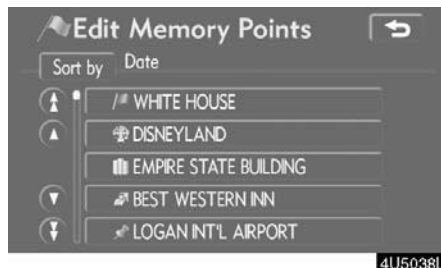 Edit Memory Points
Sort by Date
WHITE HOUSE
DISNEYLAND
EMPIRE STATE BUILDING
BEST WESTERN INN
LOGAN INT'L AIRPORT
4U5038I